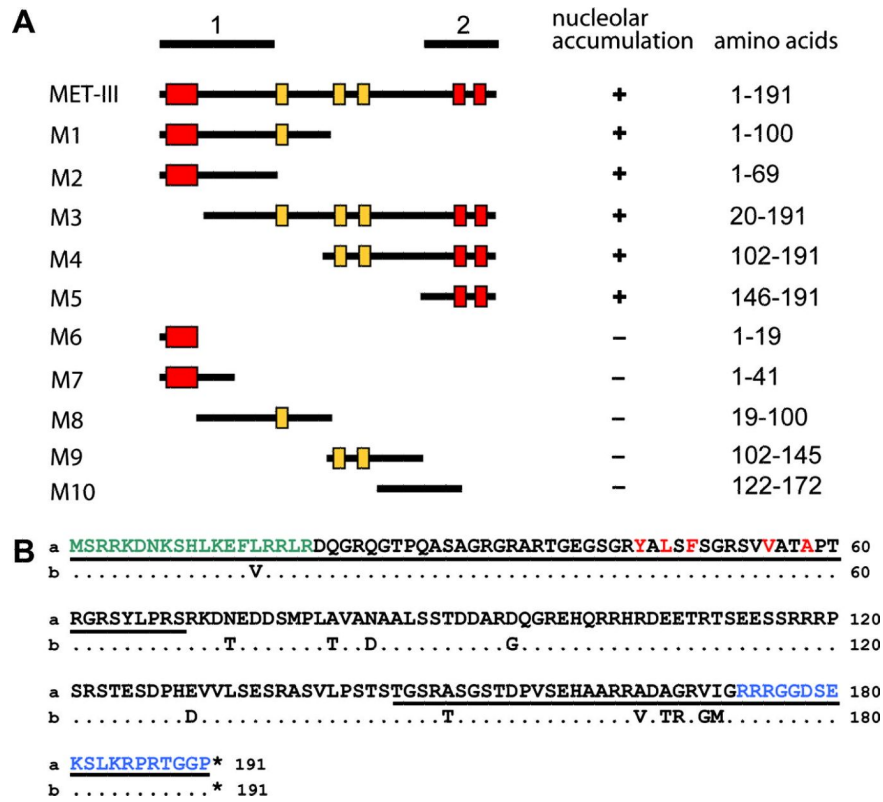 A
1 2 nucleolar accumulation amino acids
MET-III + 1-191
M1 + 1-100
M2 + 1-69
M3 + 20-191
M4 + 102-191
M5 + 146-191
M6 – 1-19
M7 – 1-41
M8 – 19-100
M9 – 102-145
M10 – 122-172
B
a MSRRKDNKSHLKEFLRRLRDQGRQGTPQASAGRGRARTGEGSGRYALSFSGRSVVATAPT 60
b ..............V............................................. 60
a RGRSYLPRSRKDNEDDSMPLAVANAALSSTDDARDQGREHQRRHRDEETRTSEESSRRRP 120
b ............T.......T..D..........G......................... 120
a SRSTESDPHEVVLSESRASVLPSTSTGSRASGSTDPVSEHAARRADAGRVIGRRRGGDSE 180
b .........D...................T..............V.TR.GM......... 180
a KSLKRPRTGGP* 191
b ...........* 191